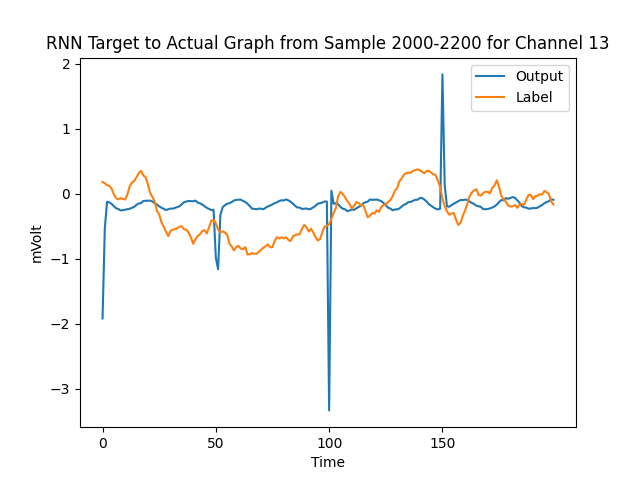 RNN Target to Actual Graph from Sample 2000-2200 for Channel 13
Output
Label
2
1
0
−1
−2
−3
mVolt
0 50 100 150
Time